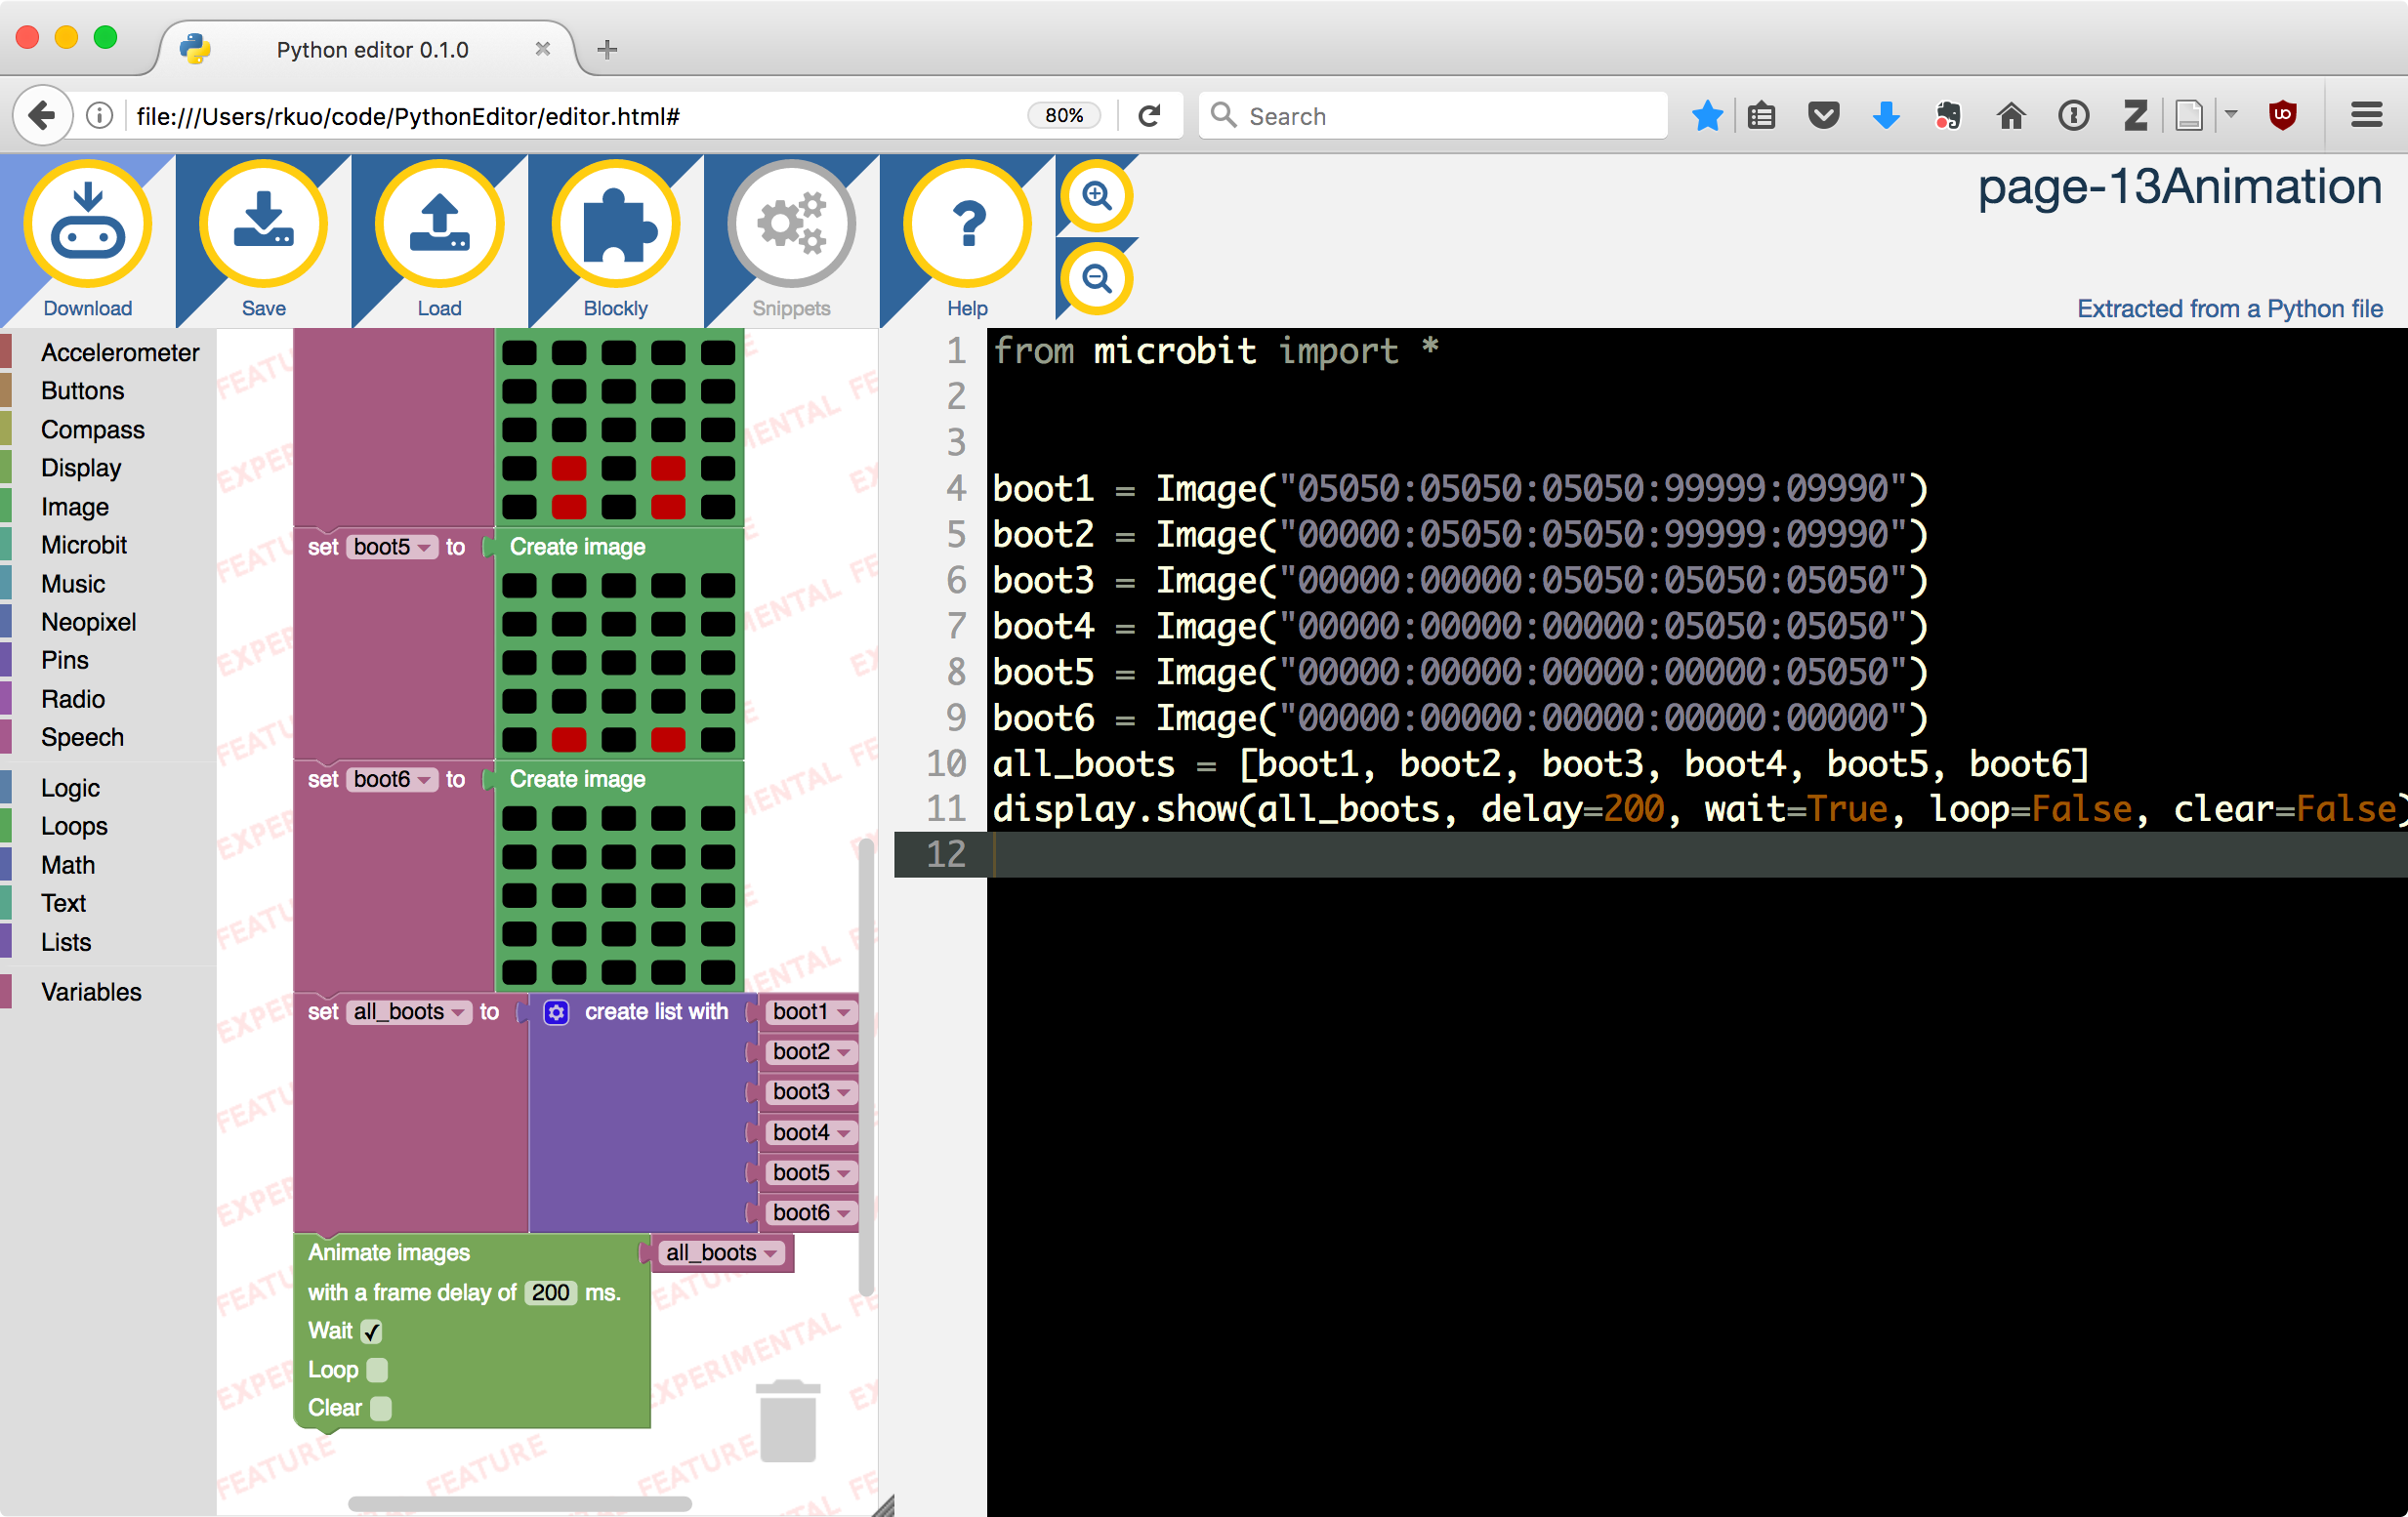 Python editor 0.1.0
file:///Users/rkuo/code/PythonEditor/editor.html#
80%
Search
page-13Animation
Download
Save
Load
Blockly
Snippets
Help
Extracted from a Python file
Accelerometer
Buttons
Compass
Display
Image
Microbit
Music
Neopixel
Pins
Radio
Speech
Logic
Loops
Math
Text
Lists
Variables
set boot5 to Create image
set boot6 to Create image
set all_boots to create list with boot1
boot2
boot3
boot4
boot5
boot6
Animate images all_boots
with a frame delay of 200 ms.
Wait
Loop
Clear
EXPERIMENTAL
FEATURE
1 from microbit import *
2
3
4 boot1 = Image("05050:05050:05050:99999:09990")
5 boot2 = Image("00000:05050:05050:99999:09990")
6 boot3 = Image("00000:00000:05050:05050:05050")
7 boot4 = Image("00000:00000:00000:05050:05050")
8 boot5 = Image("00000:00000:00000:00000:05050")
9 boot6 = Image("00000:00000:00000:00000:00000")
10 all_boots = [boot1, boot2, boot3, boot4, boot5, boot6]
11 display.show(all_boots, delay=200, wait=True, loop=False, clear=False)
12